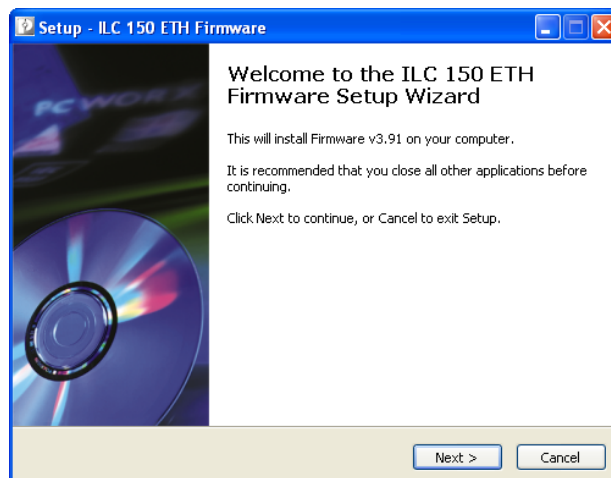 Setup - ILC 150 ETH Firmware
PC WORX
Welcome to the ILC 150 ETH
Firmware Setup Wizard
This will install Firmware v3.91 on your computer.
It is recommended that you close all other applications before
continuing.
Click Next to continue, or Cancel to exit Setup.
Next >
Cancel